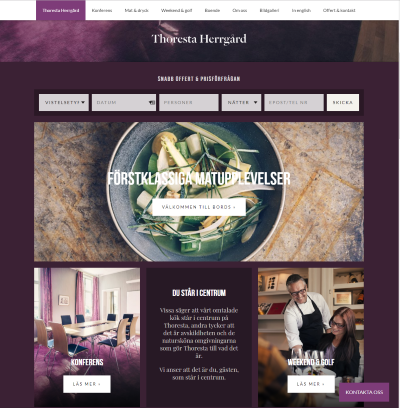 Thoresta Herrgård Konferens Mat & dryck Weekend & golf Boende Om oss Bildgalleri In english Offert & kontakt
Thoresta Herrgård
SNABB OFFERT & PRISFÖRFRÅGAN
VISTELSETY DATUM PERSONER NÄTTER EPOST/TEL NR SKICKA
FÖRSTKLASSIGA MATUPPLEVELSER
VÄLKOMMEN TILL BORDS ›
DU STÅR I CENTRUM
Vissa säger att vårt omtalade
kök står i centrum på
Thoresta, andra tycker att
det är avskildheten och de
natursköna omgivningarna
som gör Thoresta till vad det
är.
Vi anser att det är du, gästen,
som står i centrum.
KONFERENS
LÄS MER ›
WEEKEND & GOLF
LÄS MER ›
KONTAKTA OSS